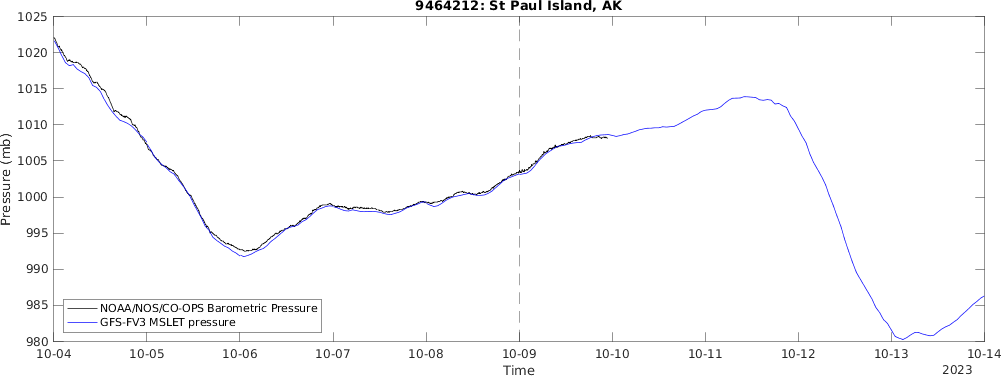 9464212: St Paul Island, AK
1025
1020
1015
1010
1005
1000
995
990
985
980
Pressure (mb)
NOAA/NOS/CO-OPS Barometric Pressure
GFS-FV3 MSLET pressure
10-04 10-05 10-06 10-07 10-08 10-09 10-10 10-11 10-12 10-13 10-14
Time
2023